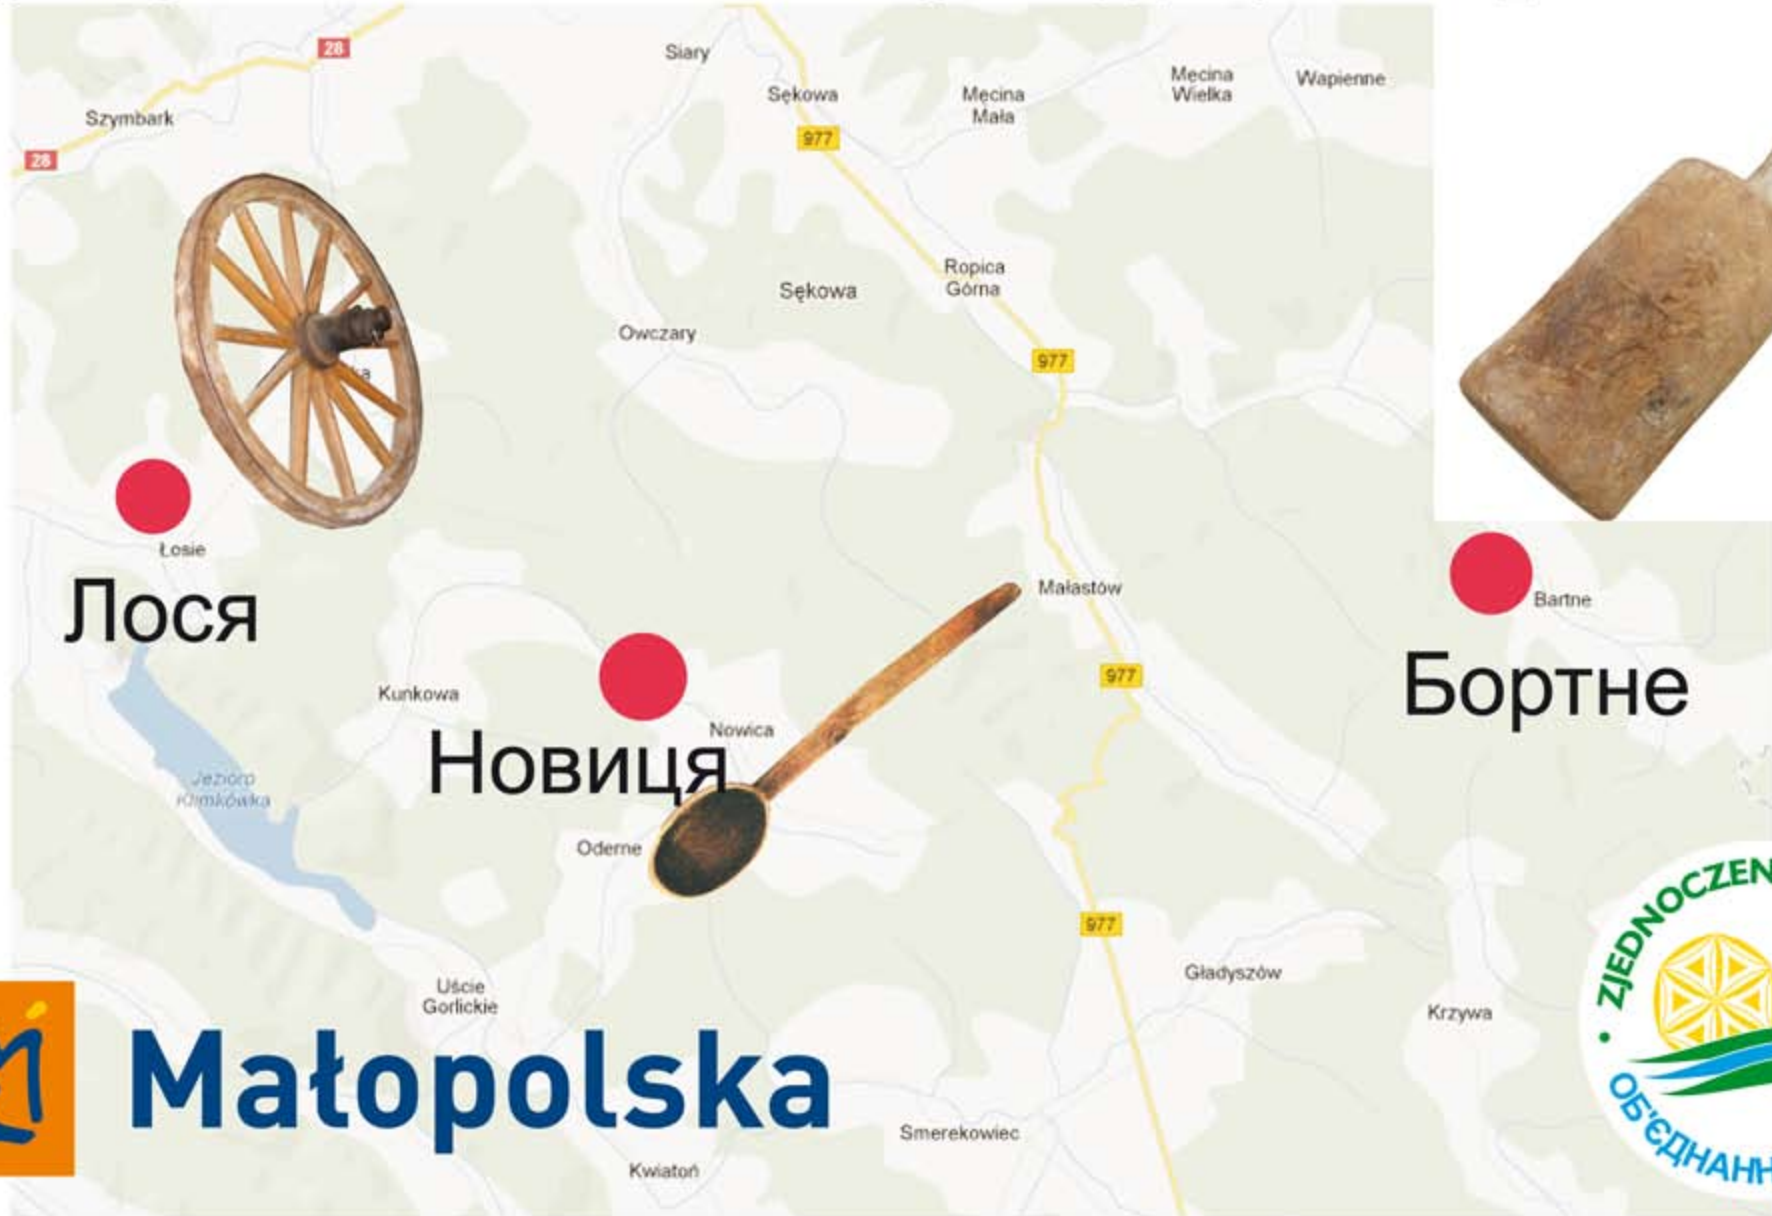 28
Siary
Szymbark
Sękowa
Męcina
Mała
Męcina
Wielka
Wapienne
28
977
Ropica
Górna
Sękowa
Owczary
977
Łosie
Лося
Małastów
Bartne
Бортне
977
Kunkowa
Nowica
Новиця
Jezioro
Klimkówka
Oderne
977
Gładyszów
Uście
Gorlickie
Krzywa
Małopolska
Smerekowiec
Kwiatoń
• ZJEDNOCZEN
ОБ'ЄДНАНН